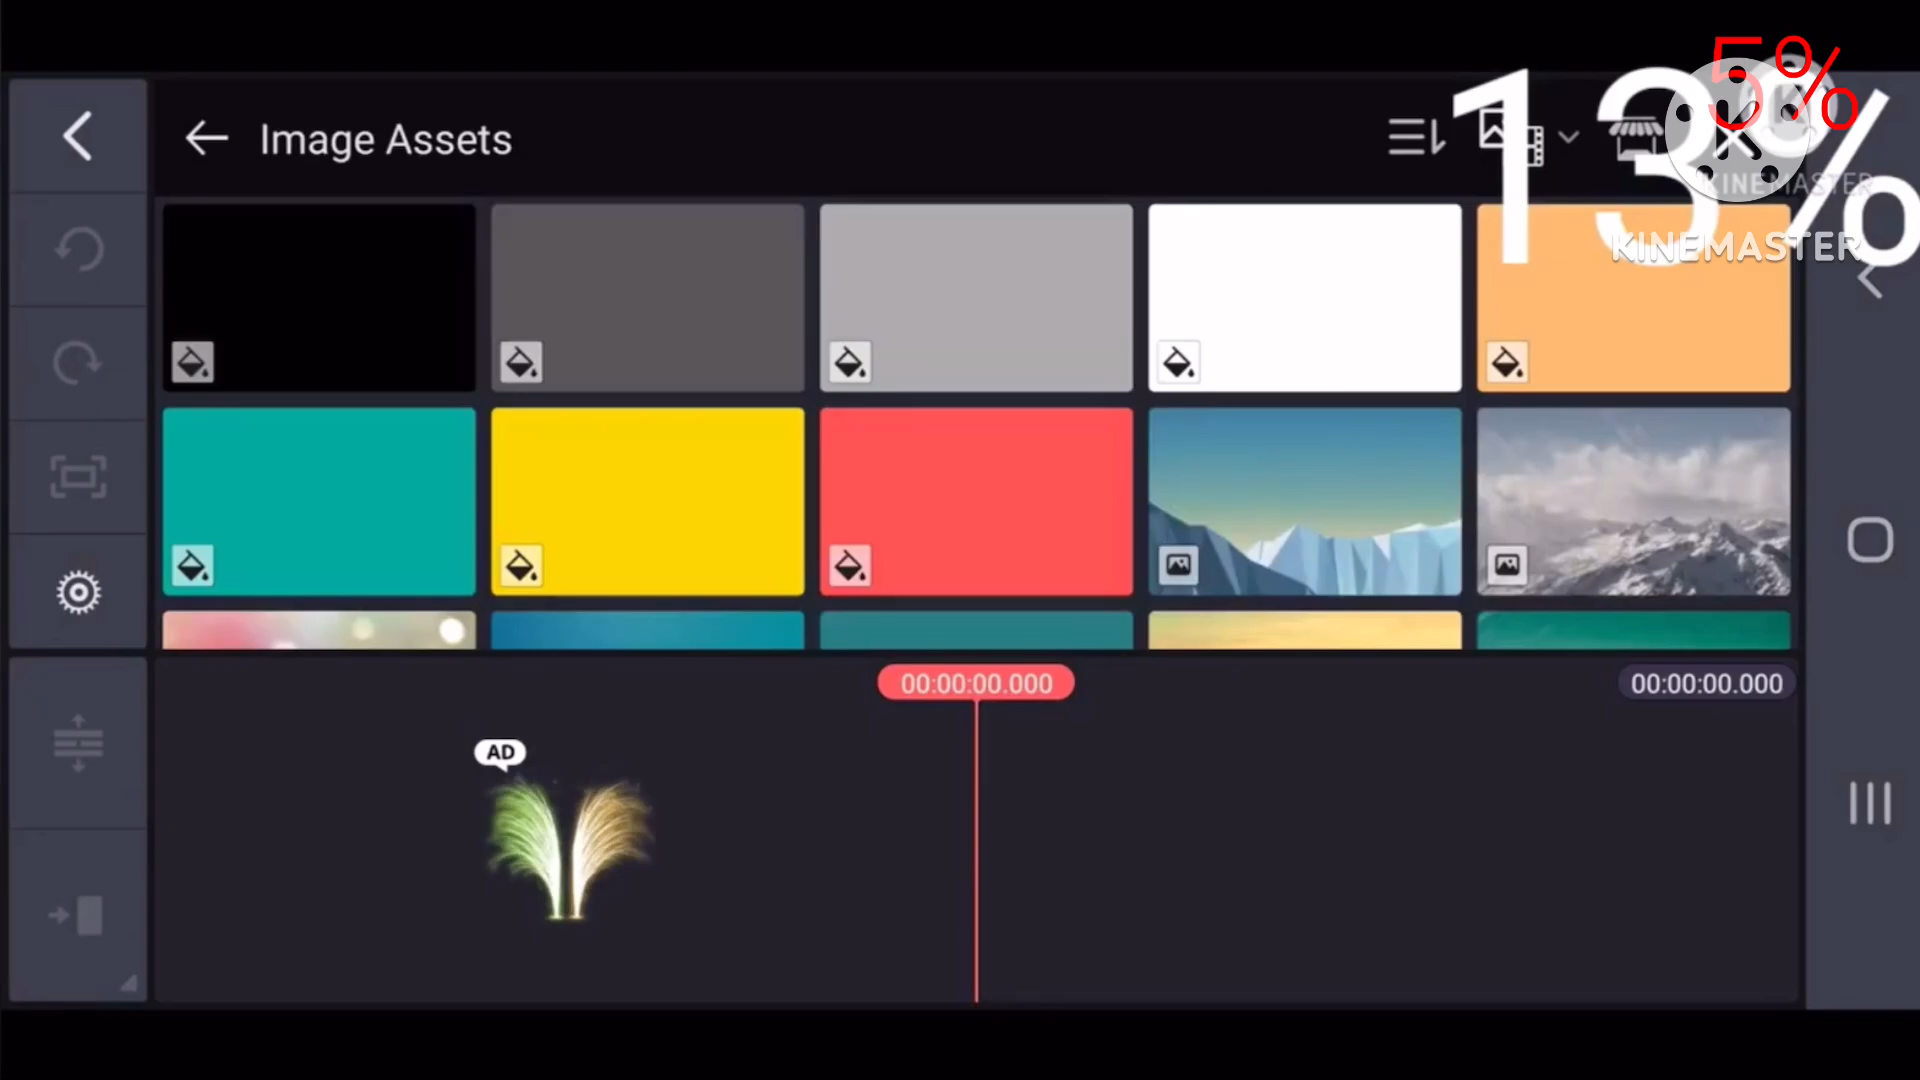 5%
13%
Image Assets
KINEMASTER
KINEMASTER
00:00:00.000
00:00:00.000
AD